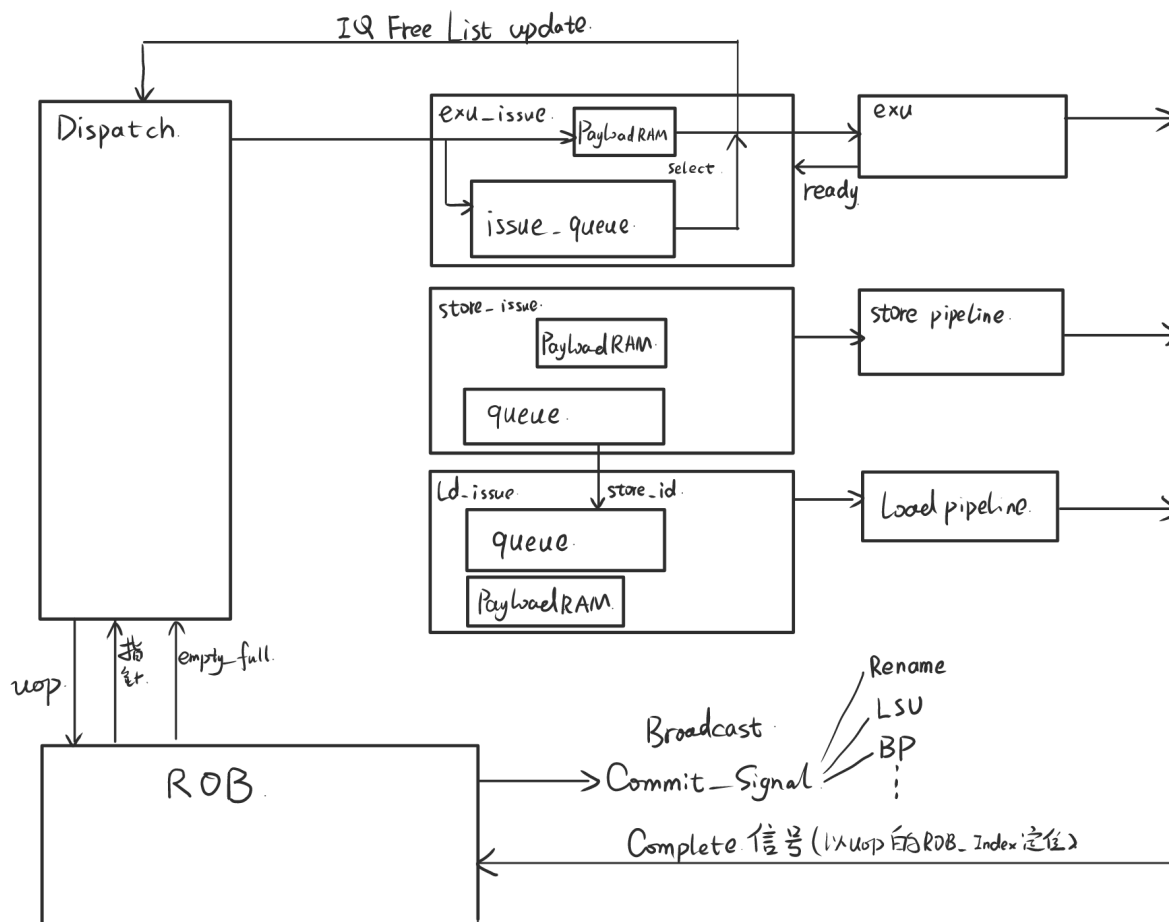 IQ Free List update.
Dispatch.
exu_issue.
PayloadRAM
select.
issue_queue.
exu
ready
store_issue.
PayloadRAM.
queue.
store pipeline.
Ld_issue.
store_id.
queue.
PayloadRAM.
Load pipeline.
uop.
指针
empty_full.
ROB.
Broadcast.
Commit_Signal
Rename
LSU
BP
Complete 信号 (以uop的ROB_Index定位)